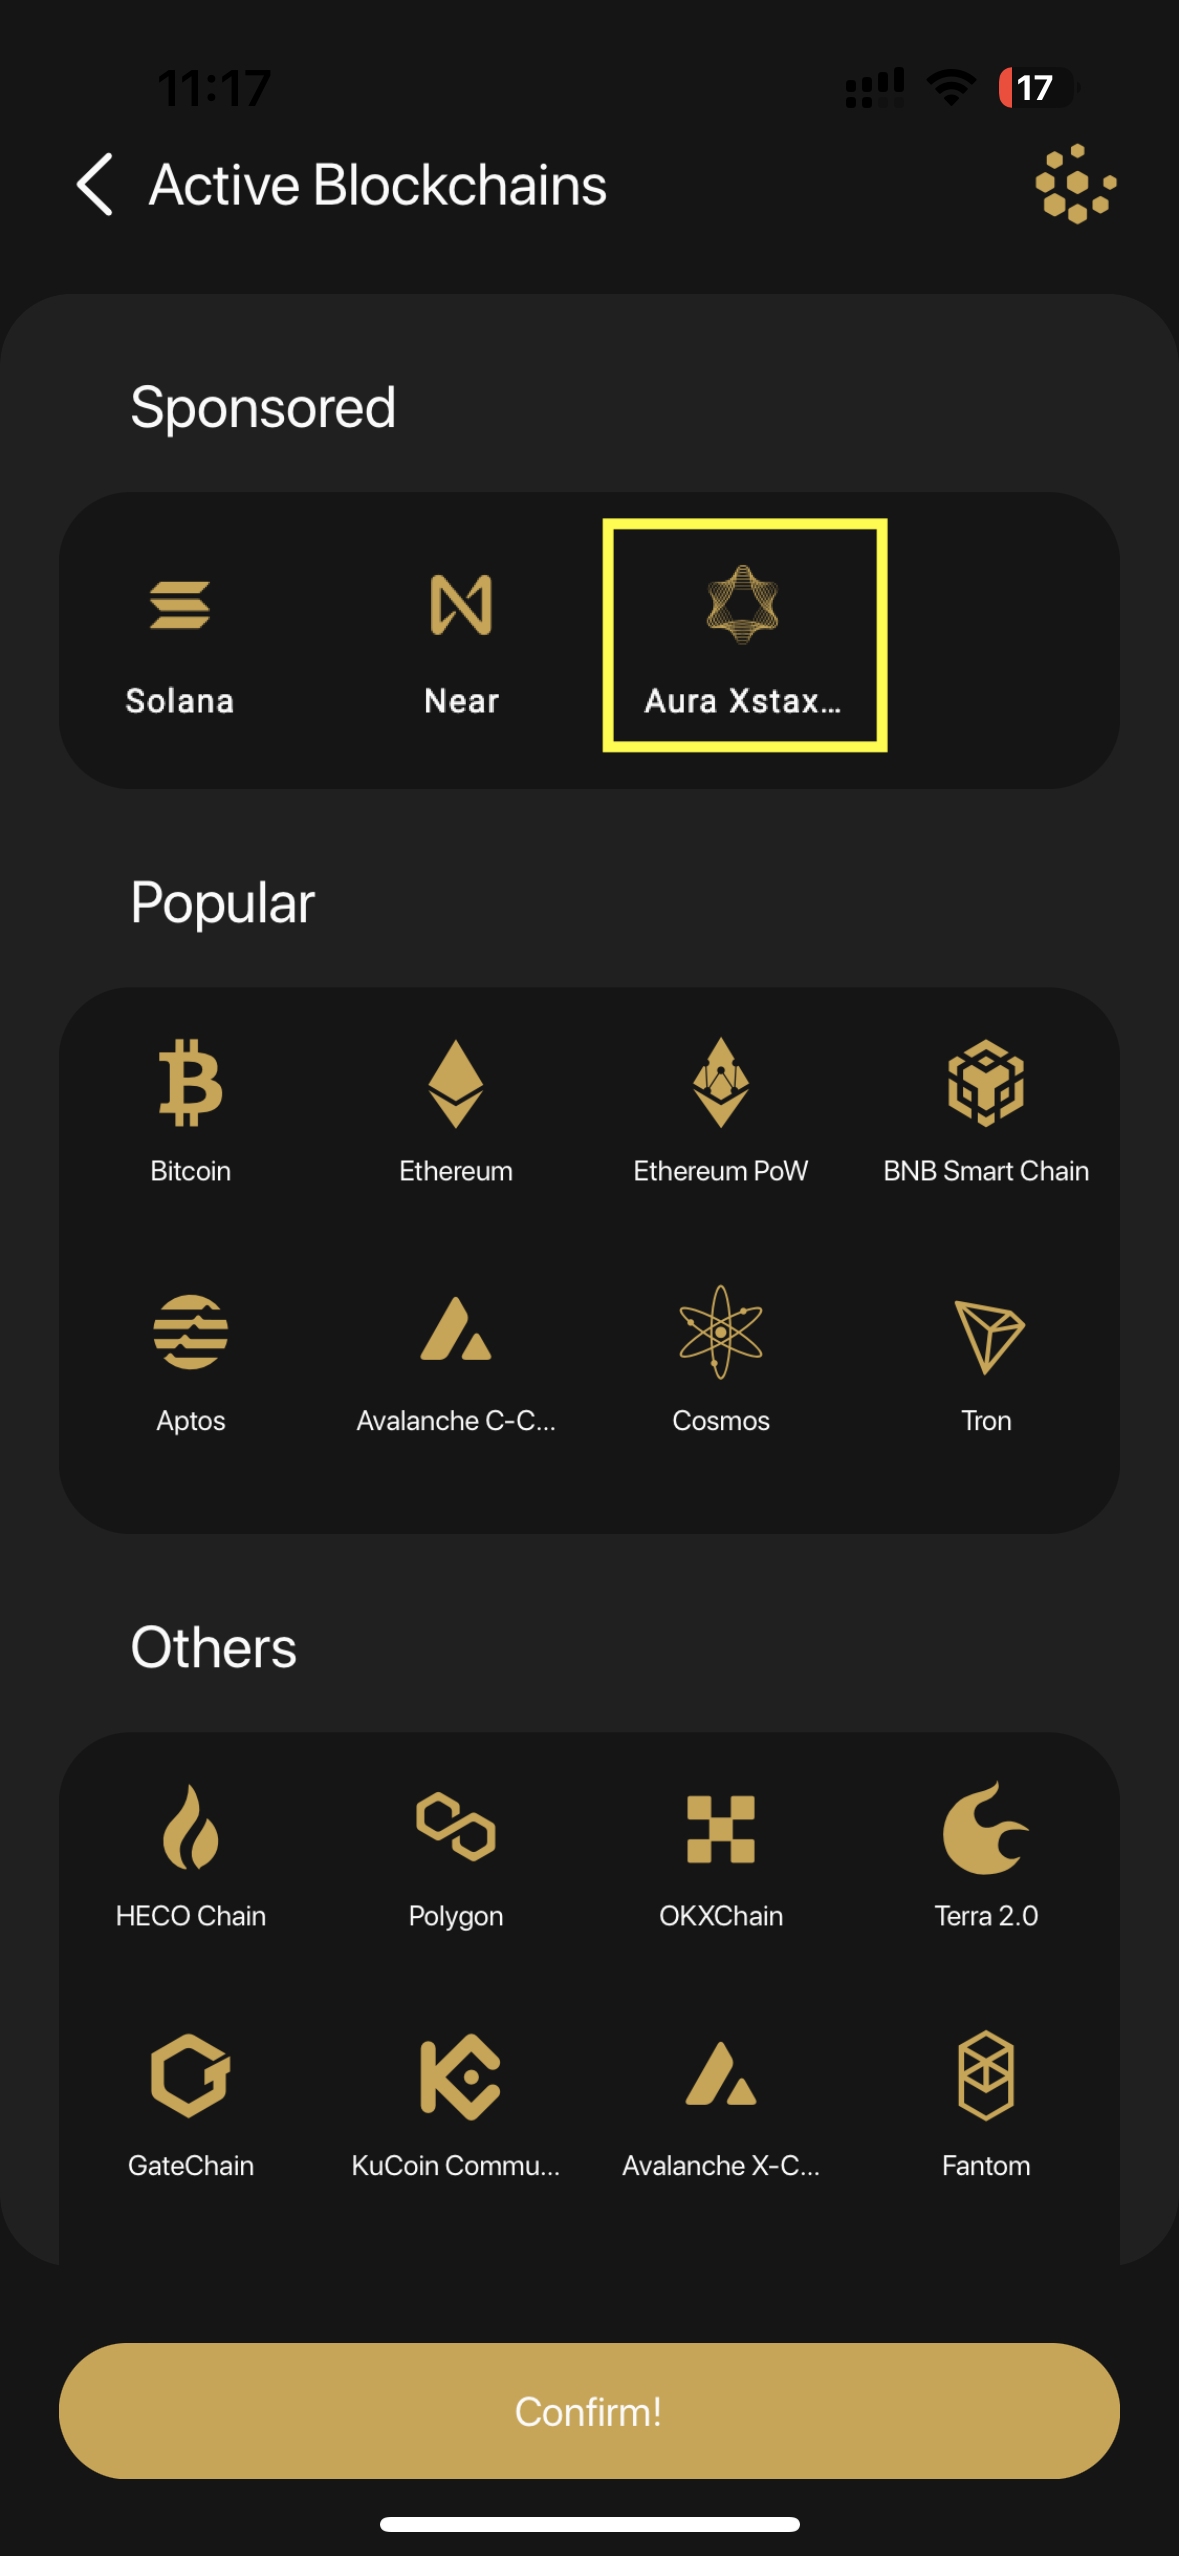 11:17
17
Active Blockchains
Sponsored
Solana Near Aura Xstax...
Popular
Bitcoin Ethereum Ethereum PoW BNB Smart Chain
Aptos Avalanche C-C... Cosmos Tron
Others
HECO Chain Polygon OKXChain Terra 2.0
GateChain KuCoin Commu... Avalanche X-C... Fantom
Confirm!